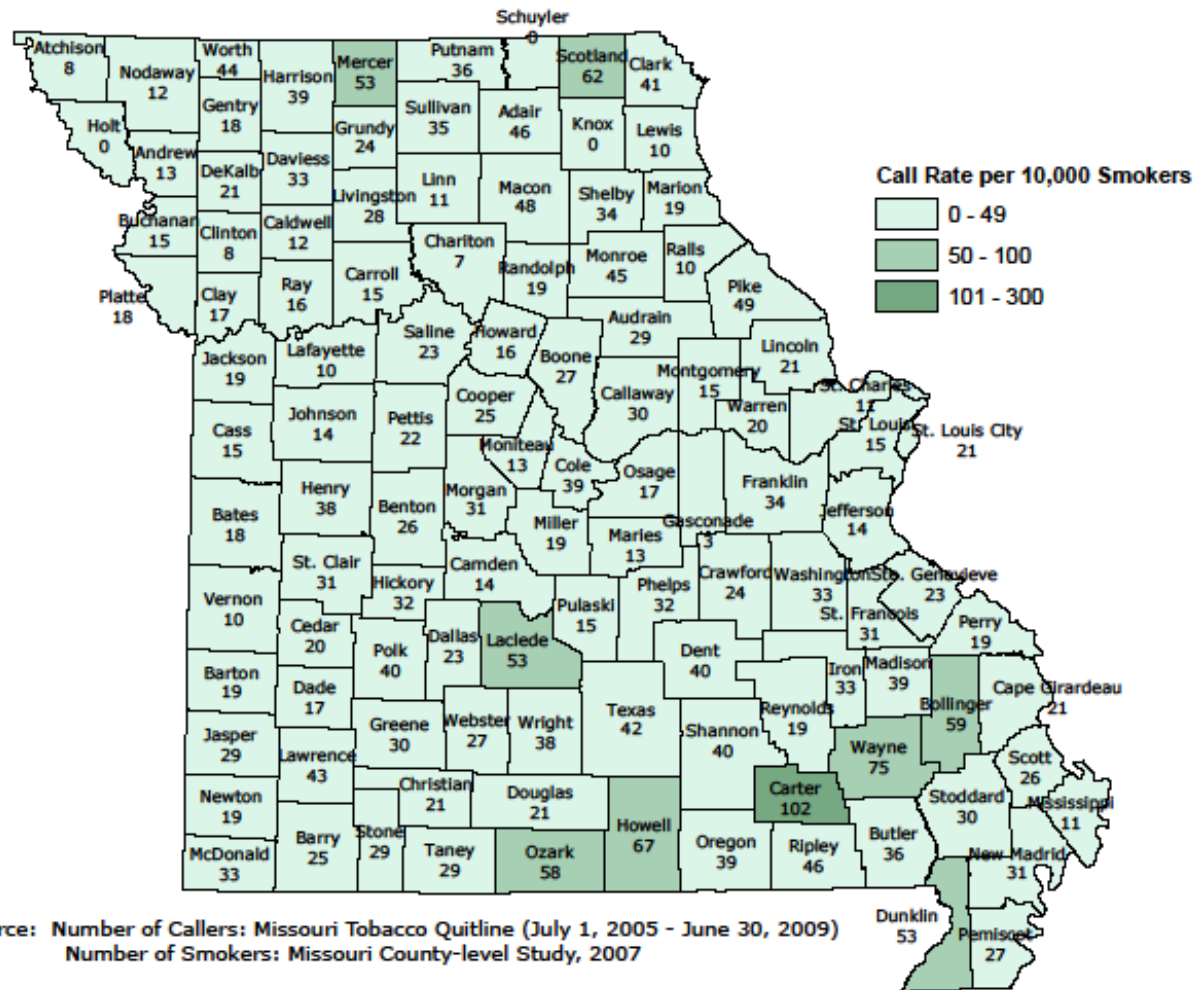 Schuyler
0
Atchison
8
Nodaway
12
Worth
44
Harrison
39
Mercer
53
Putnam
36
Scotland
62
Clark
41
Holt
0
Gentry
18
Grundy
24
Sullivan
35
Adair
46
Knox
0
Lewis
10
Andrew
13
DeKalb
21
Daviess
33
Livingston
28
Linn
11
Macon
48
Shelby
34
Marion
19
Call Rate per 10,000 Smokers
0 - 49
50 - 100
101 - 300
Buchanan
15
Clinton
8
Caldwell
12
Chariton
7
Randolph
19
Monroe
45
Ralls
10
Pike
49
Platte
18
Clay
17
Ray
16
Carroll
15
Audrain
29
Jackson
19
Lafayette
10
Saline
23
Howard
16
Boone
27
Callaway
30
Montgomery
15
Lincoln
21
Warren
20
St. Charles
11
St. Louis
15
St. Louis City
21
Cass
15
Johnson
14
Pettis
22
Cooper
25
Moniteau
13
Cole
39
Osage
17
Franklin
34
Jefferson
14
Bates
18
Henry
38
Benton
26
Morgan
31
Miller
19
Maries
13
Gasconade
3
St. Clair
31
Hickory
32
Camden
14
Pulaski
15
Phelps
32
Crawford
24
Washington
33
Ste. Genevieve
23
St. Francois
31
Perry
19
Vernon
10
Cedar
20
Polk
40
Dallas
23
Laclede
53
Dent
40
Iron
33
Madison
39
Bollinger
59
Cape Girardeau
21
Barton
19
Dade
17
Greene
30
Webster
27
Wright
38
Texas
42
Shannon
40
Reynolds
19
Wayne
75
Scott
26
Jasper
29
Lawrence
43
Christian
21
Douglas
21
Howell
67
Carter
102
Stoddard
30
Mississippi
11
Newton
19
McDonald
33
Barry
25
Stone
29
Taney
29
Ozark
58
Oregon
39
Ripley
46
Butler
36
New Madrid
31
Dunklin
53
Pemiscot
27
rce: Number of Callers: Missouri Tobacco Quitline (July 1, 2005 - June 30, 2009)
Number of Smokers: Missouri County-level Study, 2007